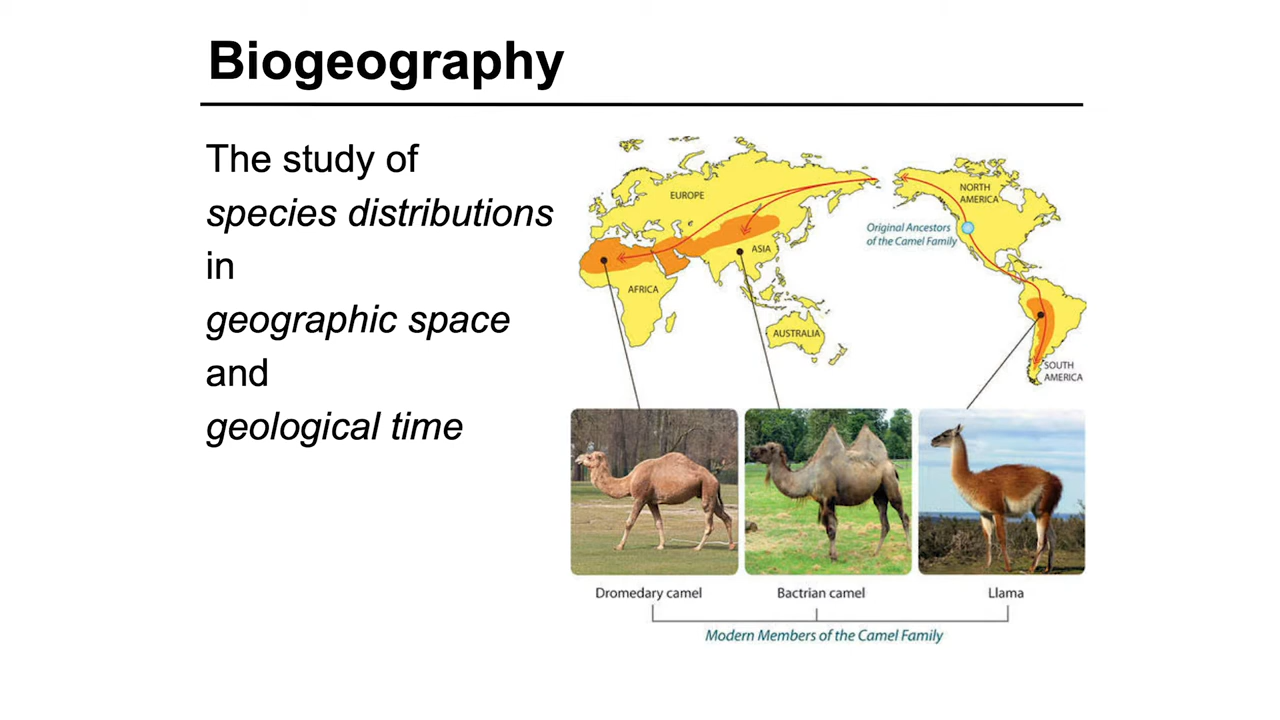 Biogeography
The study of
species distributions
in
geographic space
and
geological time
EUROPE
ASIA
AFRICA
AUSTRALIA
NORTH
AMERICA
Original Ancestors
of the Camel Family
SOUTH
AMERICA
Dromedary camel
Bactrian camel
Llama
Modern Members of the Camel Family